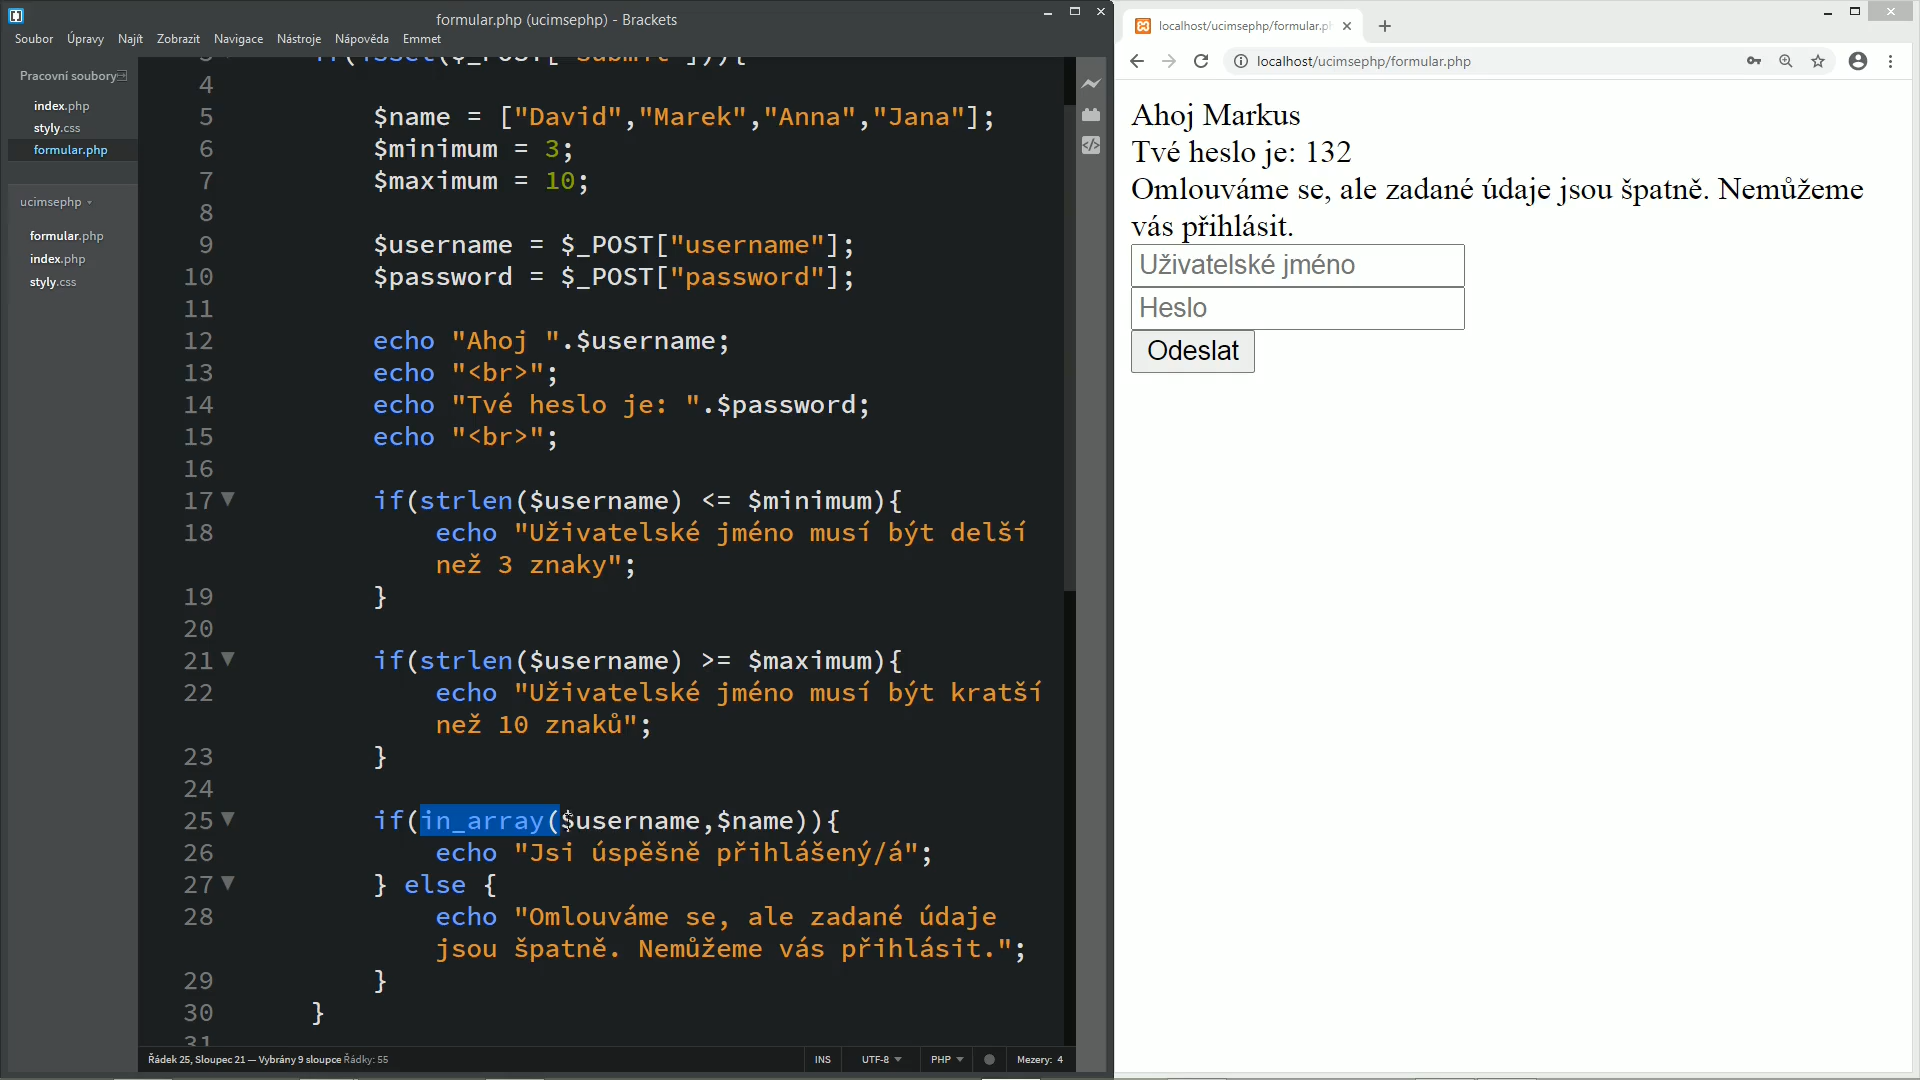 formular.php (ucimsephp) - Brackets
Soubor Úpravy Najít Zobrazit Navigace Nástroje Nápověda Emmet
Pracovní soubory
index.php
styly.css
formular.php
ucimsephp
formular.php
index.php
styly.css
4
5 $name = ["David","Marek","Anna","Jana"];
6 $minimum = 3;
7 $maximum = 10;
8
9 $username = $_POST["username"];
10 $password = $_POST["password"];
11
12 echo "Ahoj ".$username;
13 echo "<br>";
14 echo "Tvé heslo je: ".$password;
15 echo "<br>";
16
17 if(strlen($username) <= $minimum){
18 echo "Uživatelské jméno musí být delší
než 3 znaky";
19 }
20
21 if(strlen($username) >= $maximum){
22 echo "Uživatelské jméno musí být kratší
než 10 znaků";
23 }
24
25 if(in_array($username,$name)){
26 echo "Jsi úspěšně přihlášený/á";
27 } else {
28 echo "Omlouváme se, ale zadané údaje
jsou špatně. Nemůžeme vás přihlásit.";
29 }
30 }
31
Řádek 25, Sloupec 21 — Vybrány 9 sloupce Řádky: 55
INS UTF-8 PHP Mezery: 4
localhost/ucimsephp/formular.ph
localhost/ucimsephp/formular.php
Ahoj Markus
Tvé heslo je: 132
Omlouváme se, ale zadané údaje jsou špatně. Nemůžeme
vás přihlásit.
Uživatelské jméno
Heslo
Odeslat